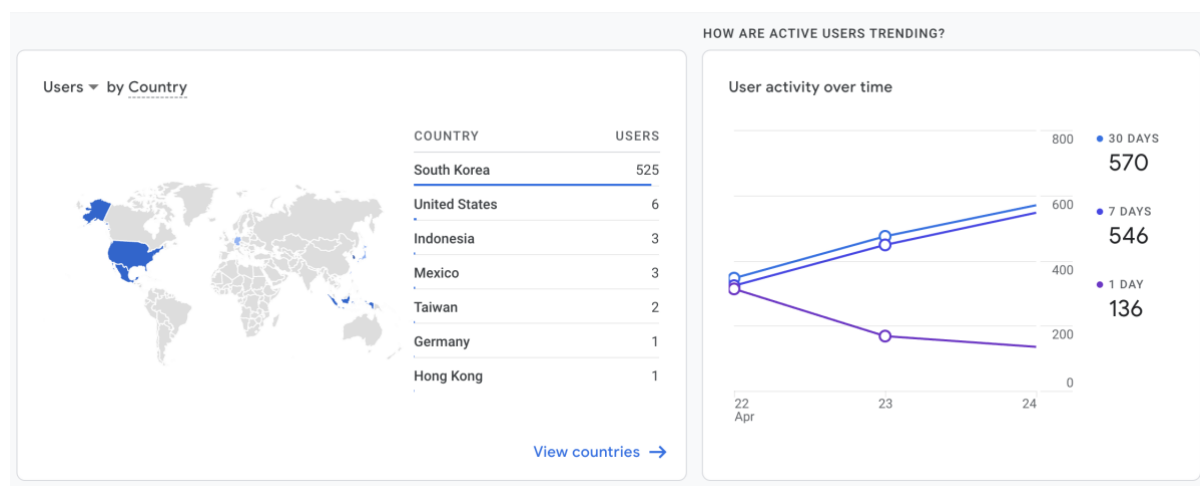 HOW ARE ACTIVE USERS TRENDING?
Users by Country
COUNTRY USERS
South Korea 525
United States 6
Indonesia 3
Mexico 3
Taiwan 2
Germany 1
Hong Kong 1
View countries
User activity over time
800
600
400
200
0
22
Apr
23
24
30 DAYS
570
7 DAYS
546
1 DAY
136